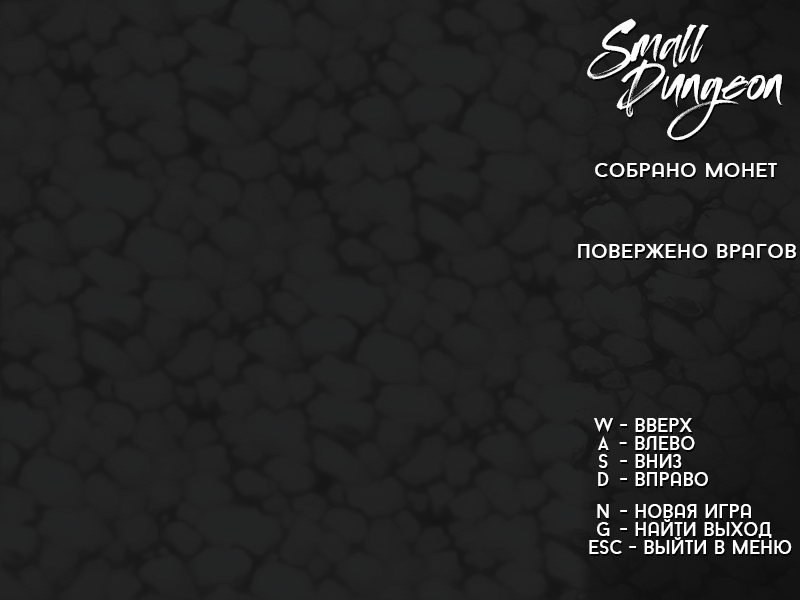 Small
Dungeon
СОБРАНО МОНЕТ
ПОВЕРЖЕНО ВРАГОВ
W - ВВЕРХ
A - ВЛЕВО
S - ВНИЗ
D - ВПРАВО
N - НОВАЯ ИГРА
G - НАЙТИ ВЫХОД
ESC - ВЫЙТИ В МЕНЮ